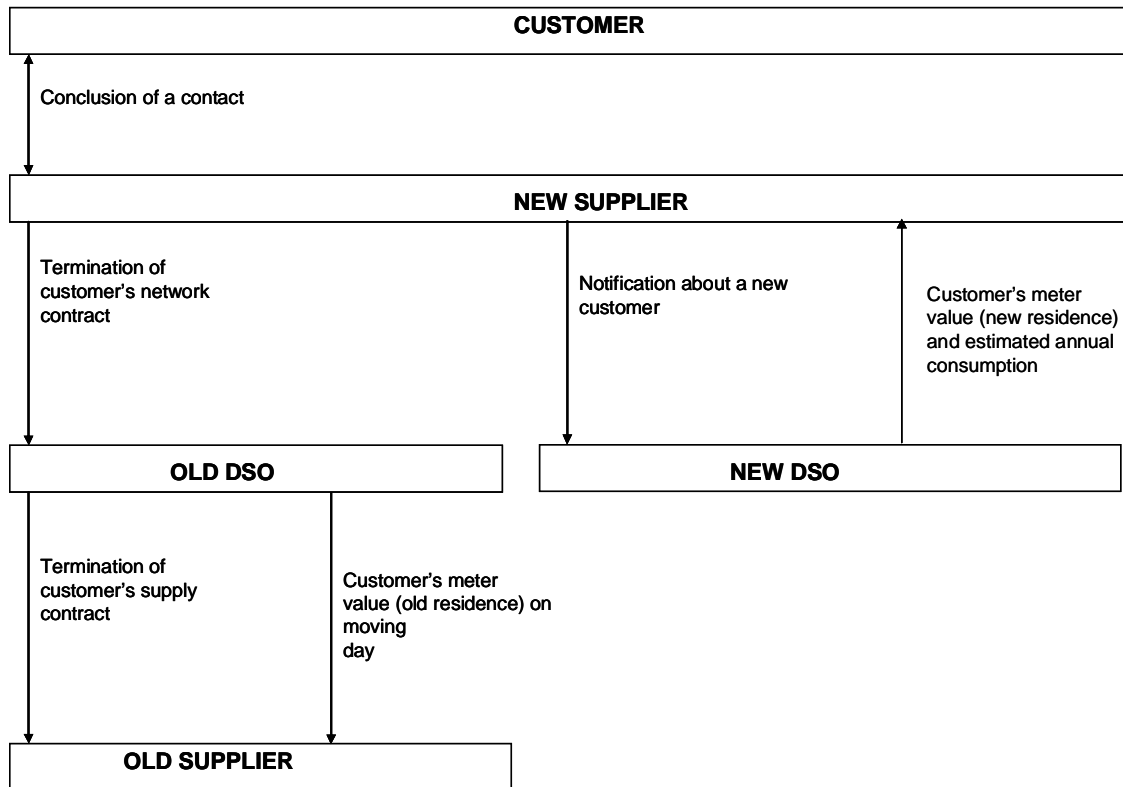 CUSTOMER
Conclusion of a contact
NEW SUPPLIER
Termination of
customer's network
contract
Notification about a new
customer
Customer's meter
value (new residence)
and estimated annual
consumption
OLD DSO
NEW DSO
Termination of
customer's supply
contract
Customer's meter
value (old residence) on
moving
day
OLD SUPPLIER